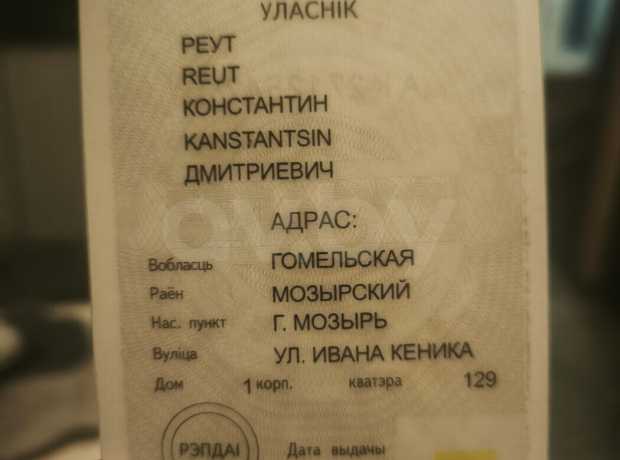 УЛАСНІК
РЕУТ
REUT
КОНСТАНТИН
KANSTANTSIN
ДМИТРИЕВИЧ
АДРАС:
Вобласць ГОМЕЛЬСКАЯ
Раён МОЗЫРСКИЙ
Нас. пункт Г. МОЗЫРЬ
Вуліца УЛ. ИВАНА КЕНИКА
Дом 1 корп. кватэра 129
РЭПДАІ Дата выдачы